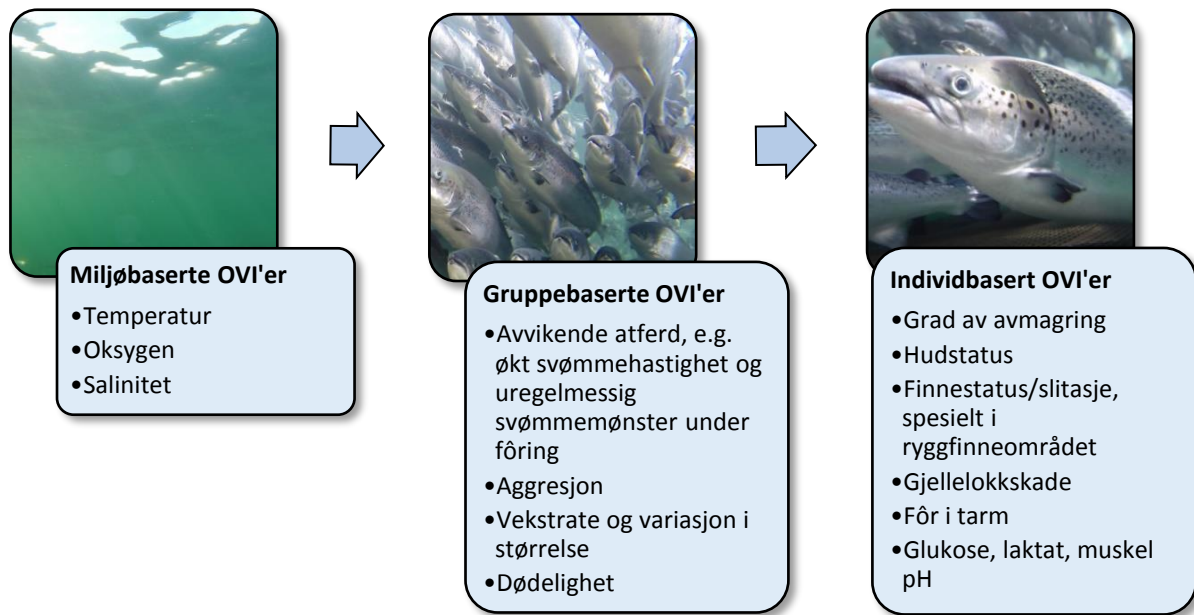 Miljøbaserte OVI'er
•Temperatur
•Oksygen
•Salinitet
Gruppebaserte OVI'er
•Avvikende atferd, e.g.
økt svømmehastighet og
uregelmessig
svømmemønster under
fôring
•Aggresjon
•Vekstrate og variasjon i
størrelse
•Dødelighet
Individbasert OVI'er
•Grad av avmagring
•Hudstatus
•Finnestatus/slitasje,
spesielt i
ryggfinneområdet
•Gjellelokkskade
•Fôr i tarm
•Glukose, laktat, muskel
pH